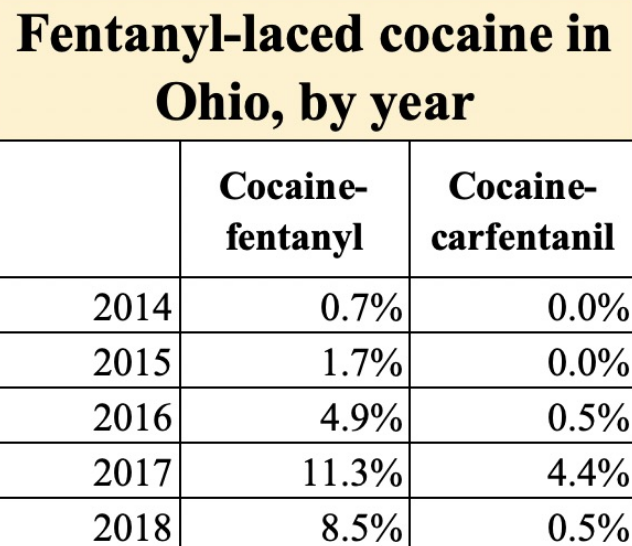 Fentanyl-laced cocaine in
Ohio, by year
Cocaine- Cocaine-
fentanyl carfentanil
2014 0.7% 0.0%
2015 1.7% 0.0%
2016 4.9% 0.5%
2017 11.3% 4.4%
2018 8.5% 0.5%